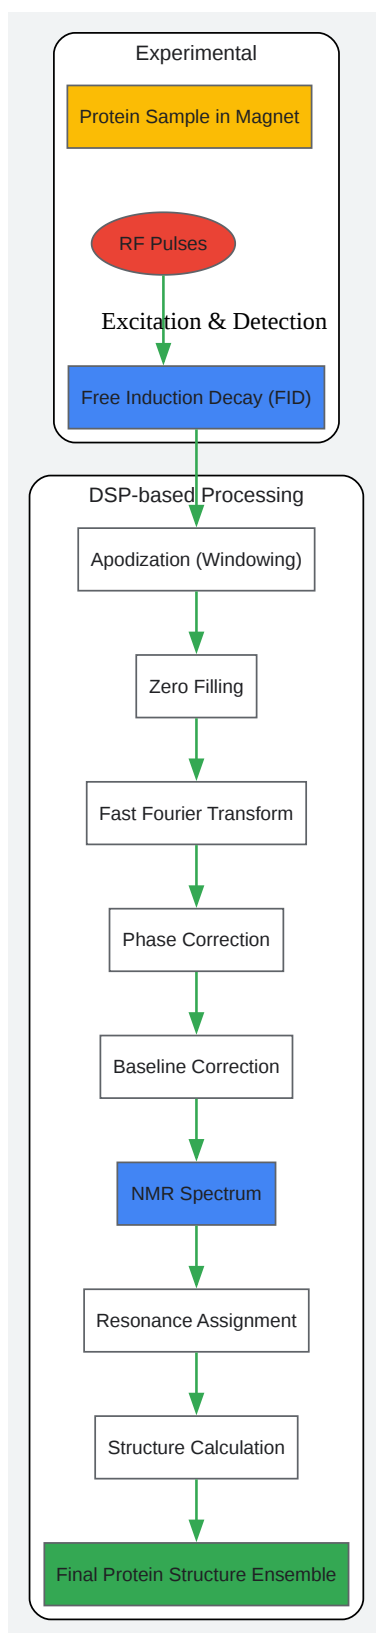 Experimental
Protein Sample in Magnet
RF Pulses
Excitation & Detection
Free Induction Decay (FID)
DSP-based Processing
Apodization (Windowing)
Zero Filling
Fast Fourier Transform
Phase Correction
Baseline Correction
NMR Spectrum
Resonance Assignment
Structure Calculation
Final Protein Structure Ensemble